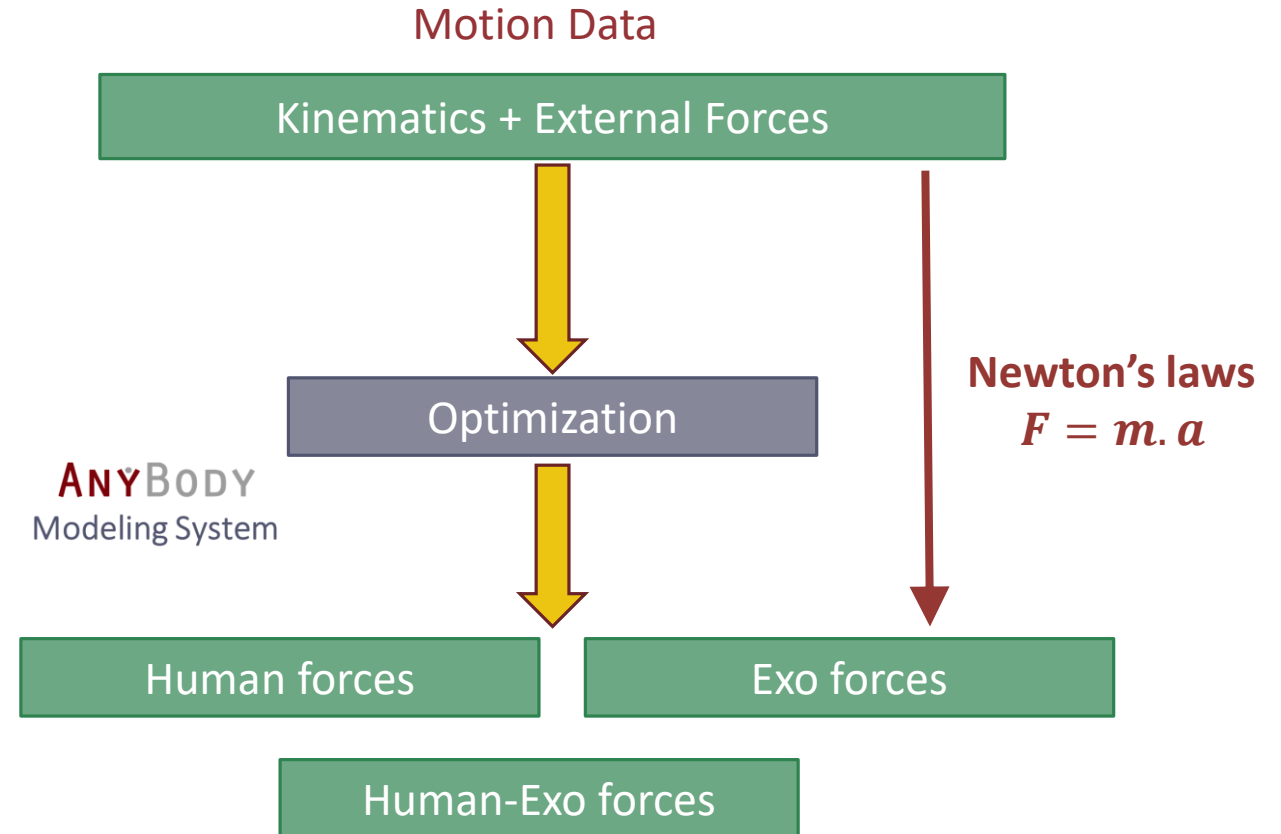 Motion Data
Kinematics + External Forces
Optimization
Newton's laws
F = m. a
ANYBODY
Modeling System
Human forces
Exo forces
Human-Exo forces